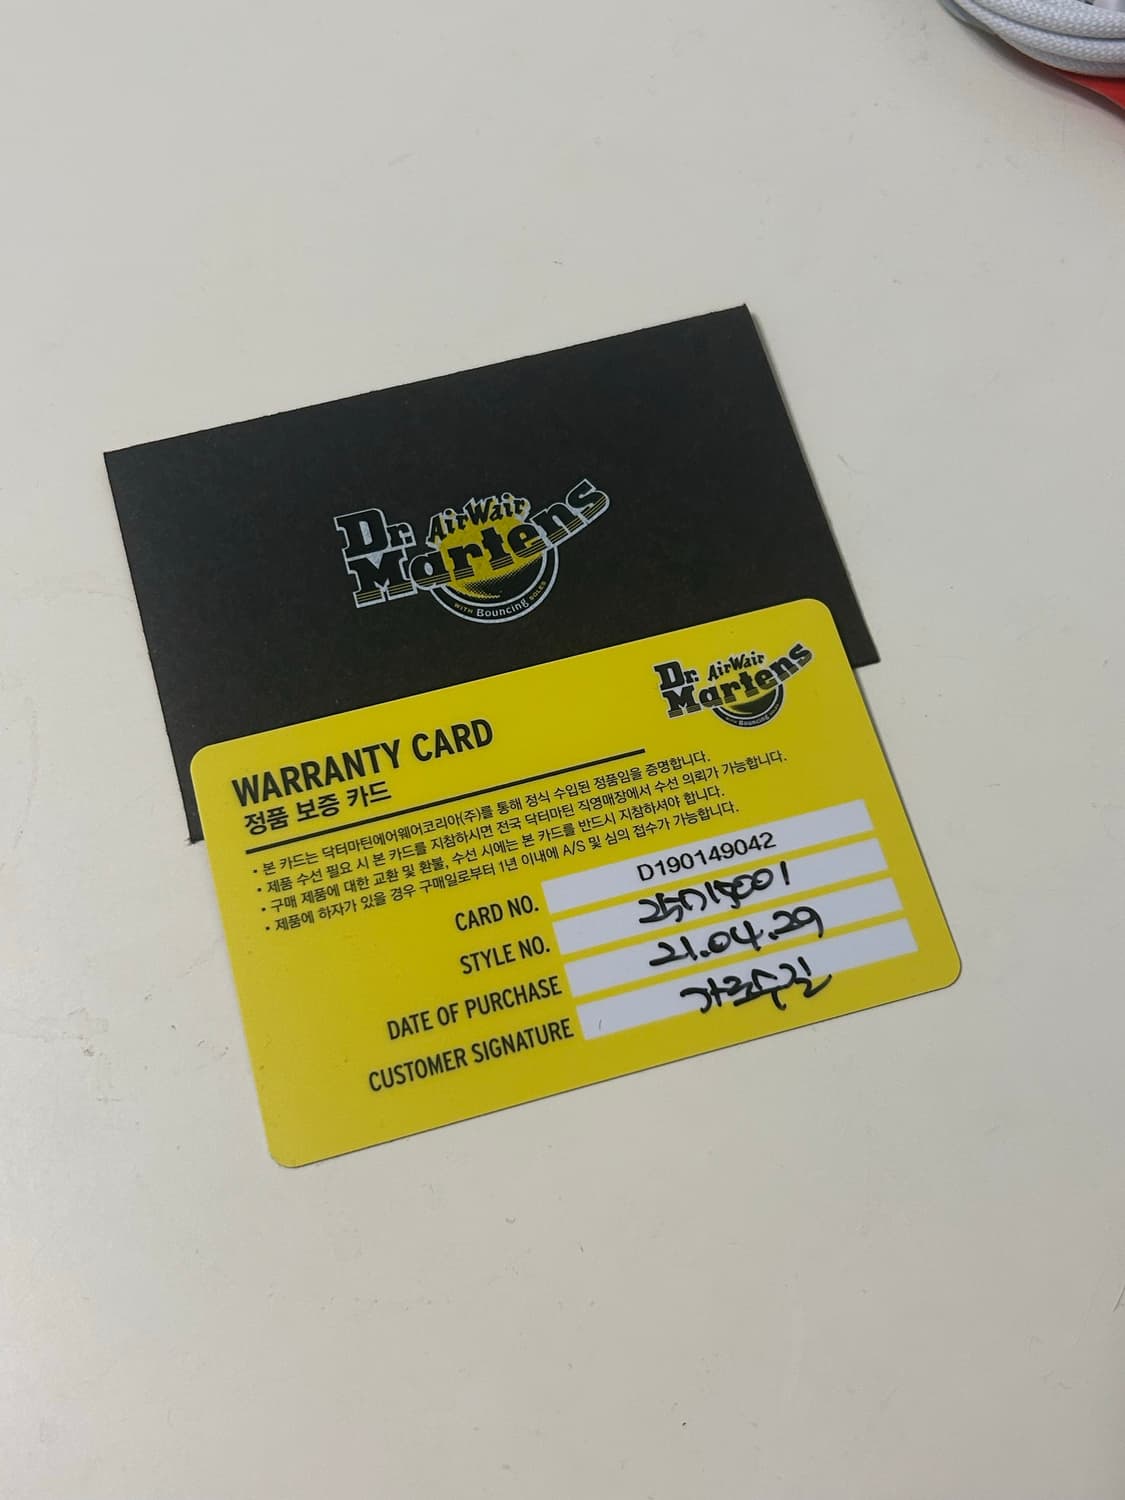 Dr. AirWair
Martens
WITH Bouncing SOLES
Dr. AirWair
Martens
WITH Bouncing SOLES
WARRANTY CARD
정품 보증 카드
• 본 카드는 닥터마틴에어웨어코리아(주)를 통해 정식 수입된 정품임을 증명합니다.
• 제품 수선 필요 시 본 카드를 지참하시면 전국 닥터마틴 직영매장에서 수선 의뢰가 가능합니다.
• 구매 제품에 대한 교환 및 환불, 수선 시에는 본 카드를 반드시 지참하셔야 합니다.
• 제품에 하자가 있을 경우 구매일로부터 1년 이내에 A/S 및 심의 접수가 가능합니다.
CARD NO. D190149042
STYLE NO.
DATE OF PURCHASE 21.04.29
CUSTOMER SIGNATURE 가로수길